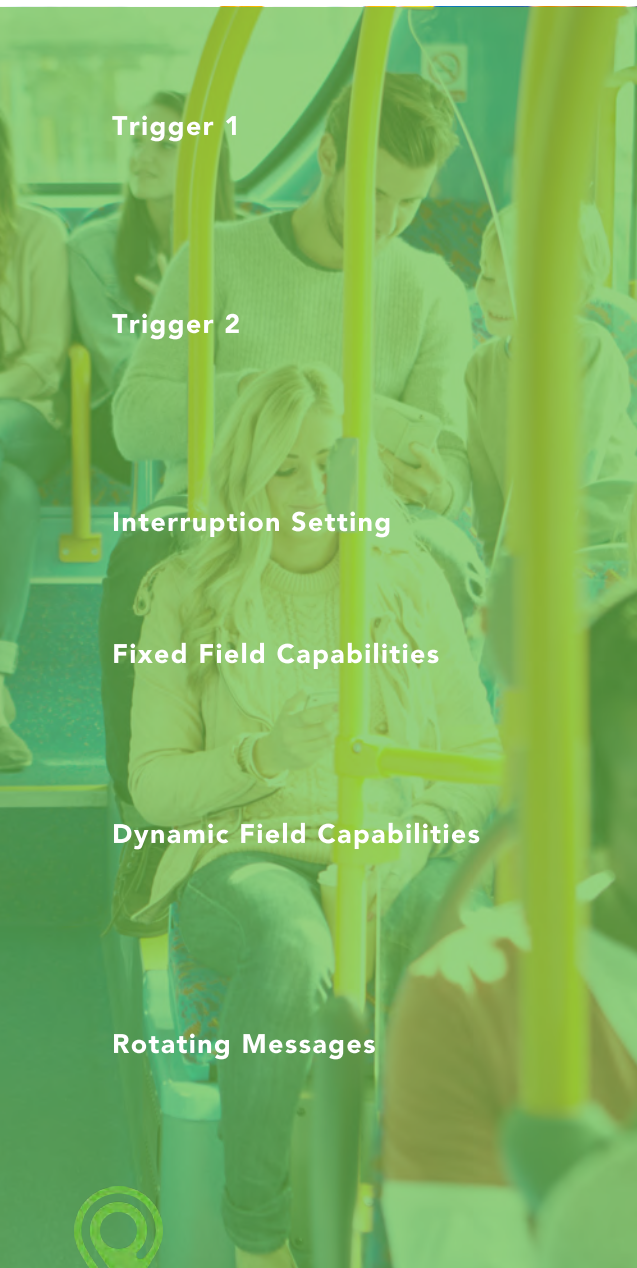 Trigger 1
Trigger 2
Interruption Setting
Fixed Field Capabilities
Dynamic Field Capabilities
Rotating Messages